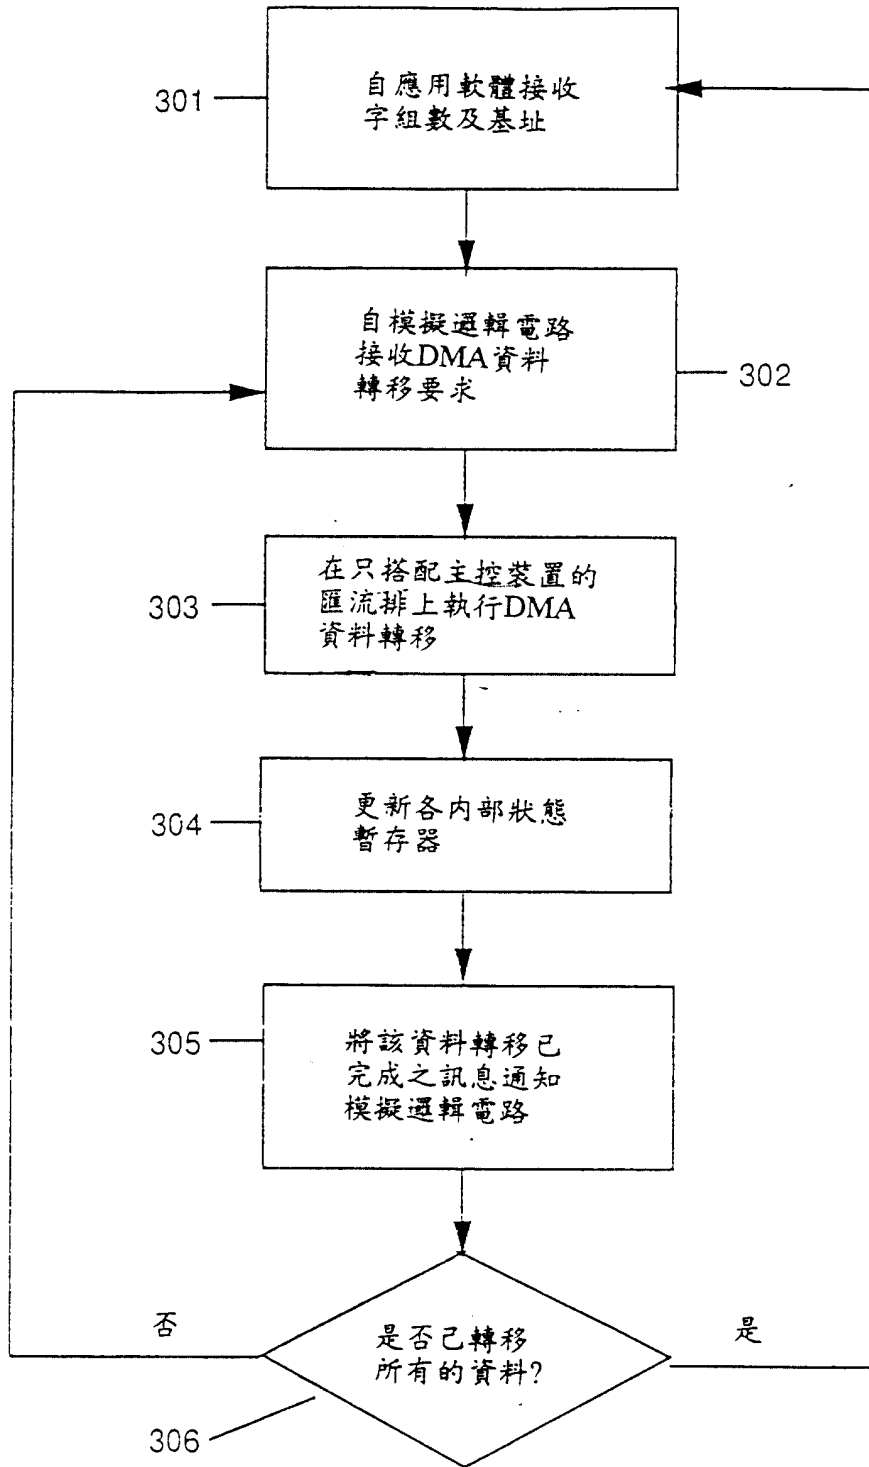 301
自應用軟體接收
字組數及基址
自模擬邏輯電路
接收DMA資料
轉移要求
302
303
在只搭配主控裝置的
匯流排上執行DMA
資料轉移
304
更新各內部狀態
暫存器
305
將該資料轉移已
完成之訊息通知
模擬邏輯電路
否
是否已轉移
所有的資料?
是
306